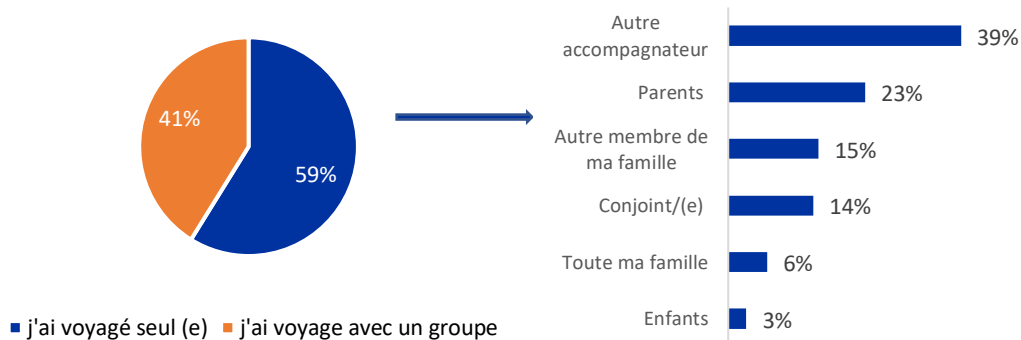 41%
59%
j'ai voyagé seul (e)
j'ai voyage avec un groupe
Autre
accompagnateur
39%
Parents
23%
Autre membre de
ma famille
15%
Conjoint/(e)
14%
Toute ma famille
6%
Enfants
3%